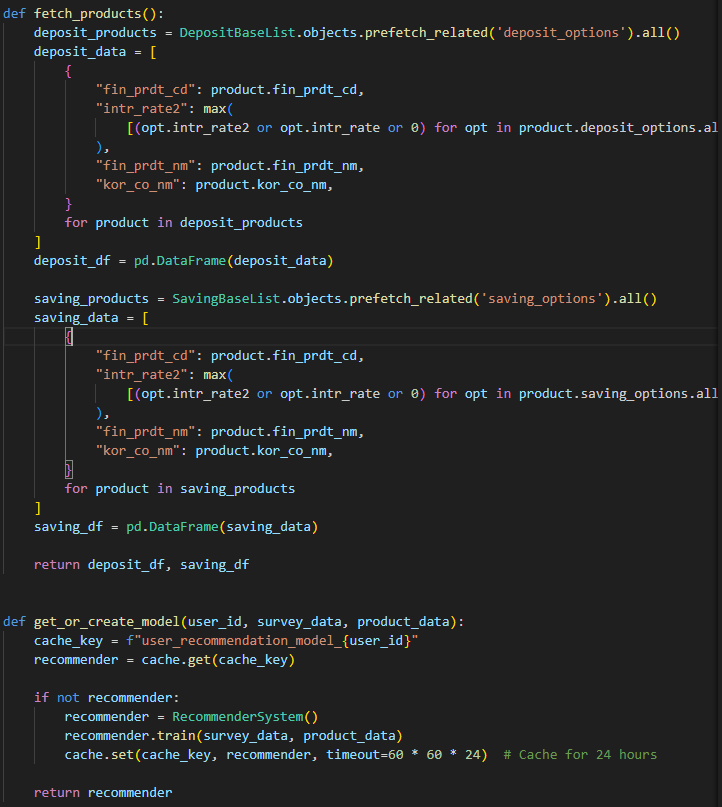 def fetch_products():
    deposit_products = DepositBaseList.objects.prefetch_related('deposit_options').all()
    deposit_data = [
        {
            "fin_prdt_cd": product.fin_prdt_cd,
            "intr_rate2": max(
                [(opt.intr_rate2 or opt.intr_rate or 0) for opt in product.deposit_options.al
            ),
            "fin_prdt_nm": product.fin_prdt_nm,
            "kor_co_nm": product.kor_co_nm,
        }
        for product in deposit_products
    ]
    deposit_df = pd.DataFrame(deposit_data)

    saving_products = SavingBaseList.objects.prefetch_related('saving_options').all()
    saving_data = [
        {
            "fin_prdt_cd": product.fin_prdt_cd,
            "intr_rate2": max(
                [(opt.intr_rate2 or opt.intr_rate or 0) for opt in product.saving_options.all
            ),
            "fin_prdt_nm": product.fin_prdt_nm,
            "kor_co_nm": product.kor_co_nm,
        }
        for product in saving_products
    ]
    saving_df = pd.DataFrame(saving_data)

    return deposit_df, saving_df


def get_or_create_model(user_id, survey_data, product_data):
    cache_key = f"user_recommendation_model_{user_id}"
    recommender = cache.get(cache_key)

    if not recommender:
        recommender = RecommenderSystem()
        recommender.train(survey_data, product_data)
        cache.set(cache_key, recommender, timeout=60 * 60 * 24)  # Cache for 24 hours

    return recommender